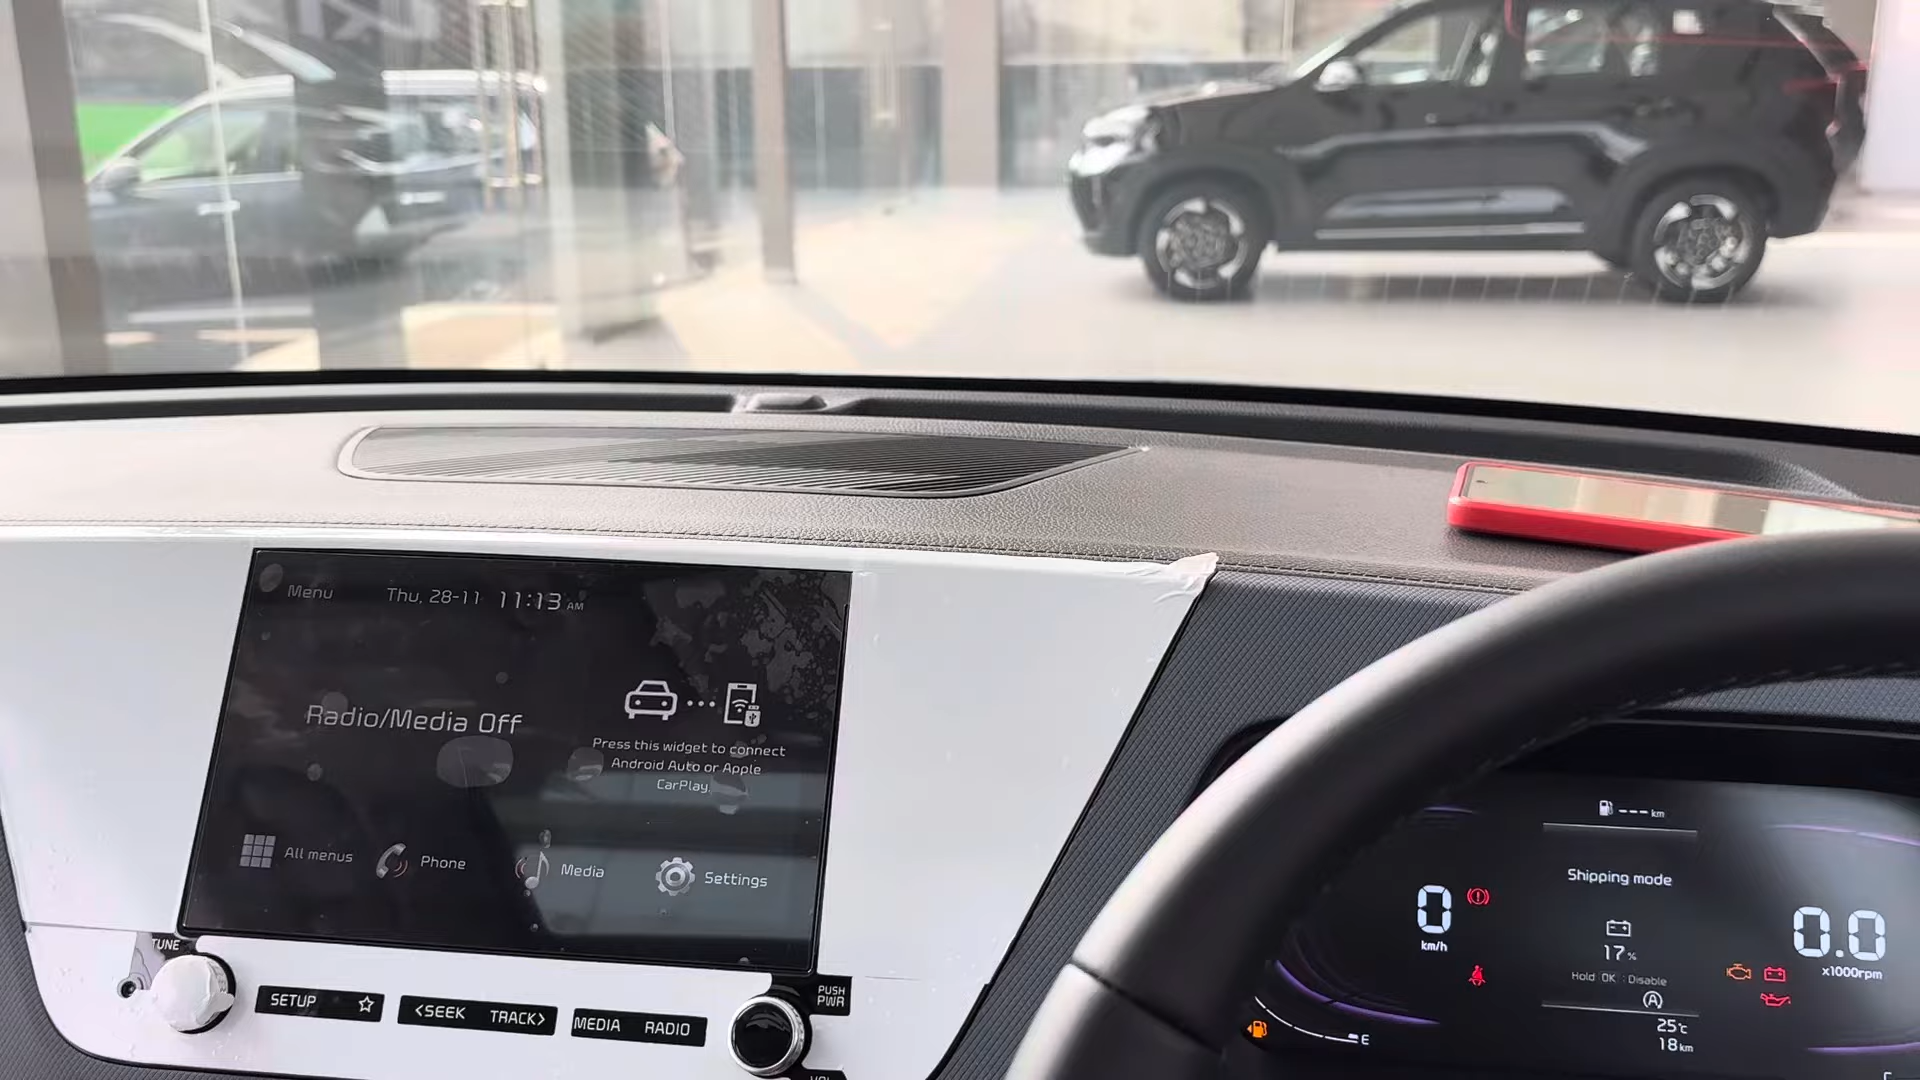 Menu
Thu, 28-11 11:13 AM
Radio/Media Off
Press this widget to connect
Android Auto or Apple
CarPlay.
All menus
Phone
Media
Settings
TUNE
SETUP
<SEEK TRACK>
MEDIA RADIO
PUSH
PWR
--- km
Shipping mode
0
km/h
17%
Hold OK : Disable
A
25°c
18 km
0.0
x1000rpm
E